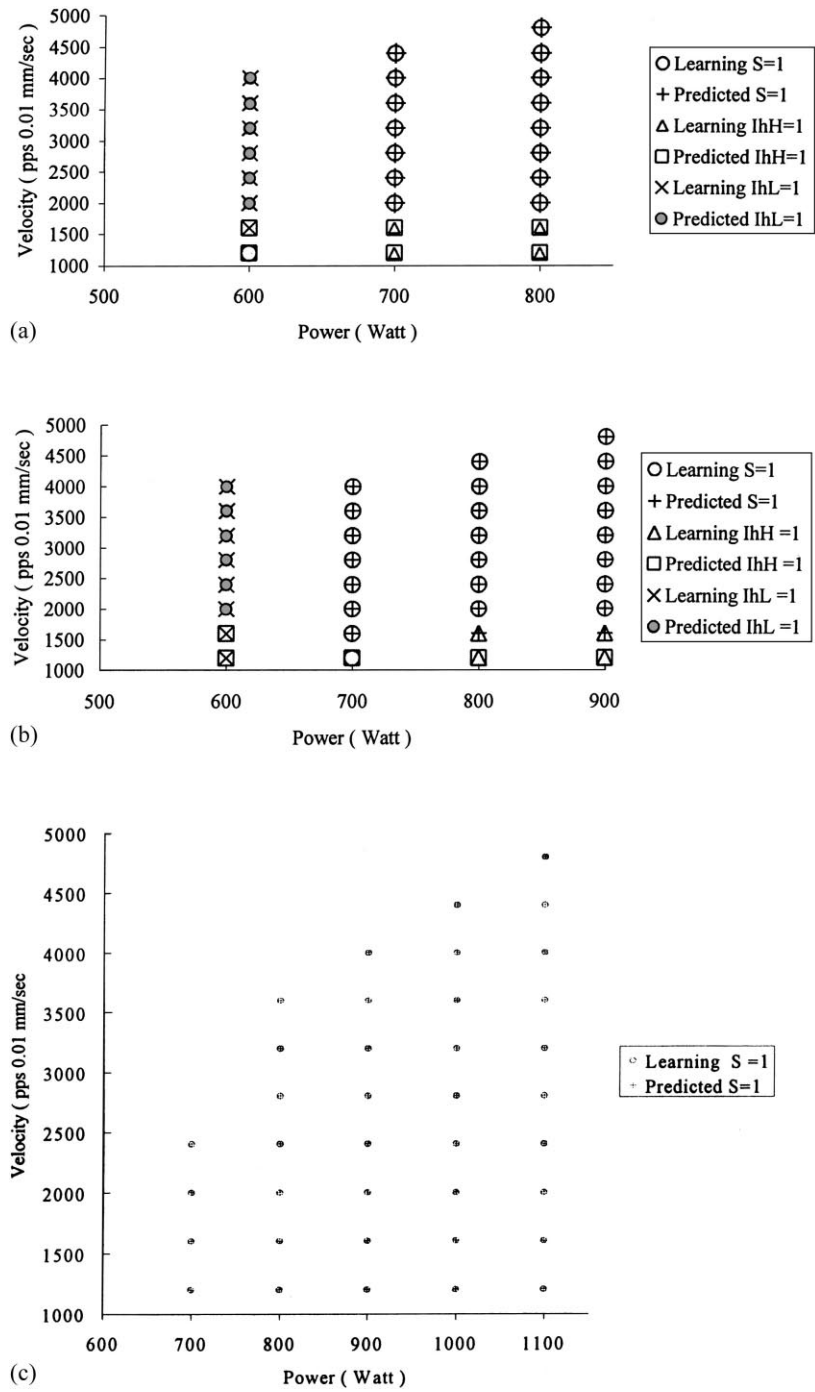 5000
4500
4000
3500
3000
2500
2000
1500
1000
Velocity ( pps 0.01 mm/sec )
500
600
700
800
Power ( Watt )
Learning S=1
Predicted S=1
Learning IhH=1
Predicted IhH=1
Learning IhL=1
Predicted IhL=1
(a)
5000
4500
4000
3500
3000
2500
2000
1500
1000
Velocity ( pps 0.01 mm/sec )
500
600
700
800
900
Power ( Watt )
Learning S=1
Predicted S=1
Learning IhH =1
Predicted IhH =1
Learning IhL =1
Predicted IhL =1
(b)
5000
4500
4000
3500
3000
2500
2000
1500
1000
Velocity ( pps 0.01 mm/sec )
600
700
800
900
1000
1100
Power ( Watt )
Learning S =1
Predicted S=1
(c)